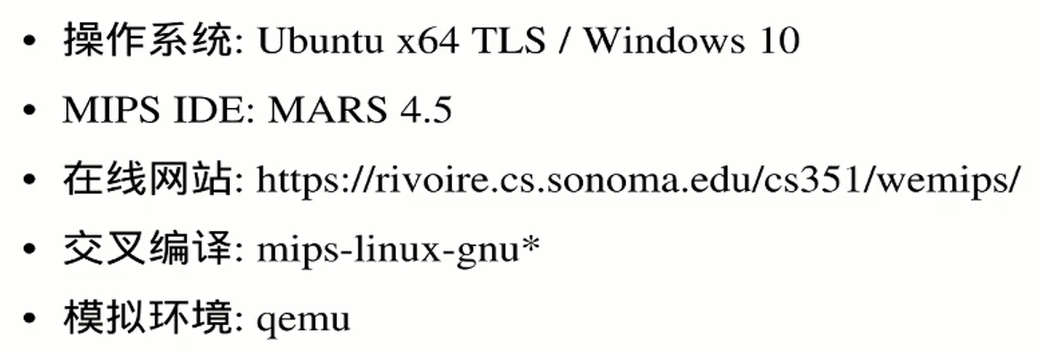 • 操作系统: Ubuntu x64 TLS / Windows 10
• MIPS IDE: MARS 4.5
• 在线网站: https://rivoire.cs.sonoma.edu/cs351/wemips/
• 交叉编译: mips-linux-gnu*
• 模拟环境: qemu